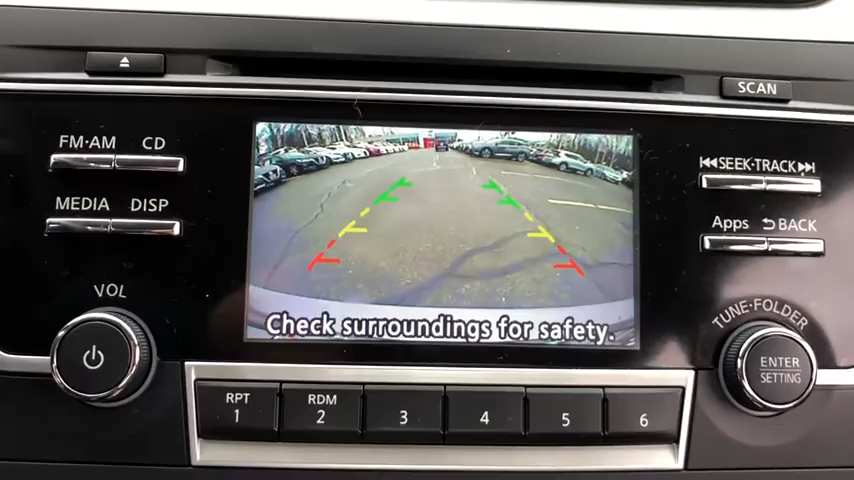 SCAN
FM·AM CD
SEEK·TRACK
MEDIA DISP
Apps BACK
VOL
TUNE·FOLDER
Check surroundings for safety.
ENTER
SETTING
RPT
1
RDM
2
3
4
5
6